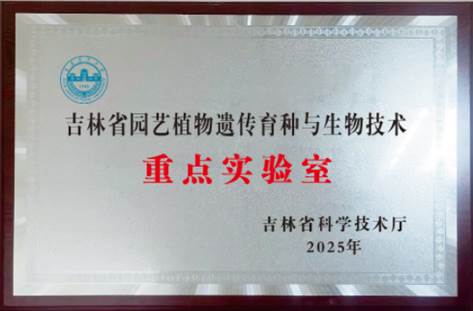 吉林省园艺植物遗传育种与生物技术
重点实验室
吉林省科学技术厅
2025年